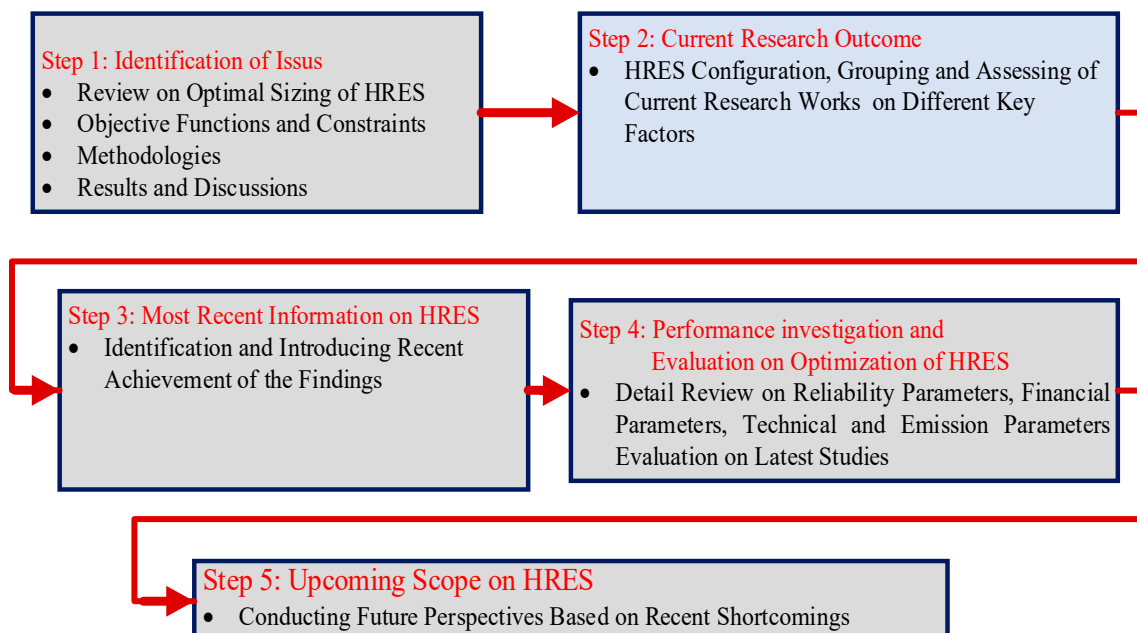 Step 1: Identification of Issus
• Review on Optimal Sizing of HRES
• Objective Functions and Constraints
• Methodologies
• Results and Discussions
Step 2: Current Research Outcome
• HRES Configuration, Grouping and Assessing of
Current Research Works on Different Key
Factors
Step 3: Most Recent Information on HRES
• Identification and Introducing Recent
Achievement of the Findings
Step 4: Performance investigation and
Evaluation on Optimization of HRES
• Detail Review on Reliability Parameters, Financial
Parameters, Technical and Emission Parameters
Evaluation on Latest Studies
Step 5: Upcoming Scope on HRES
• Conducting Future Perspectives Based on Recent Shortcomings